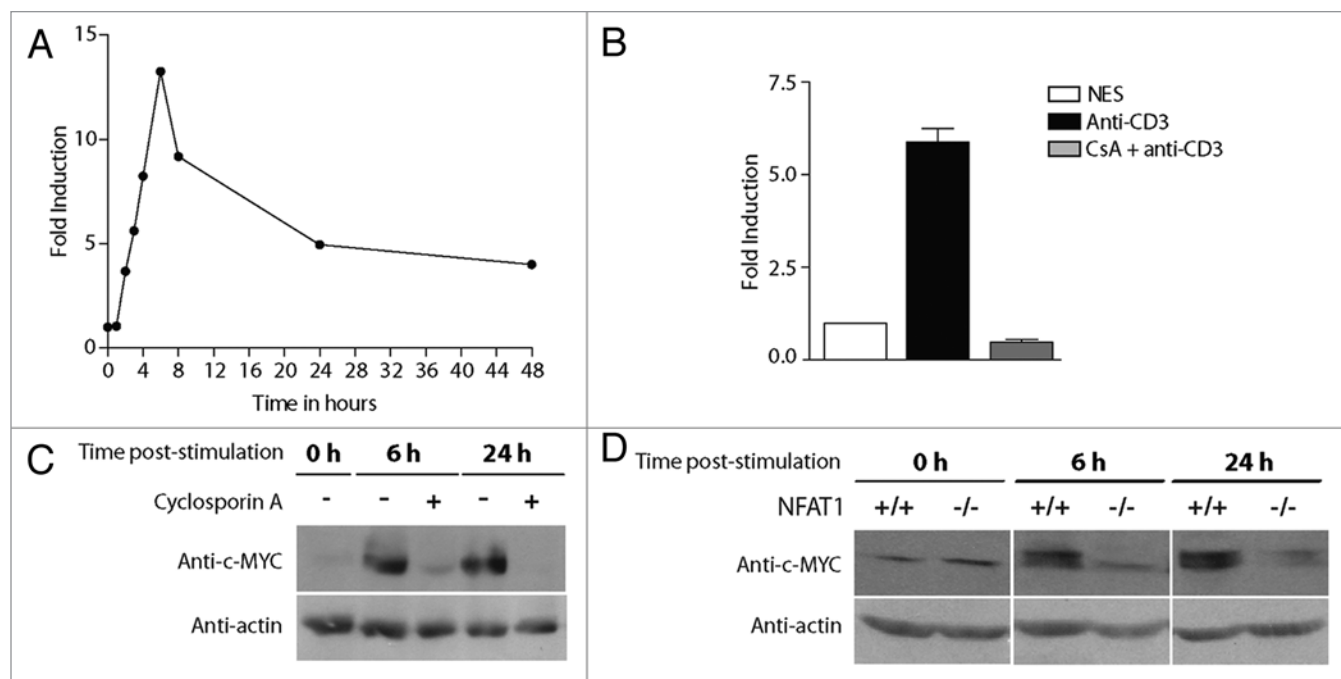 A
15
10
5
0
Fold Induction
0 4 8 12 16 20 24 28 32 36 40 44 48
Time in hours
B
7.5
5.0
2.5
0.0
Fold Induction
NES
Anti-CD3
CsA + anti-CD3
C
Time post-stimulation 0 h 6 h 24 h
Cyclosporin A - - + - +
Anti-c-MYC
Anti-actin
D
Time post-stimulation 0 h 6 h 24 h
NFAT1 +/+ -/- +/+ -/- +/+ -/-
Anti-c-MYC
Anti-actin